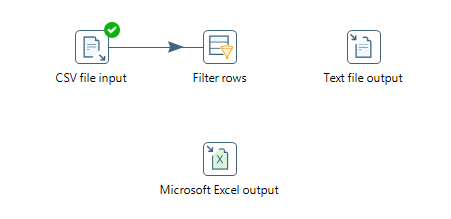 CSV file input
Filter rows
Text file output
X
Microsoft Excel output